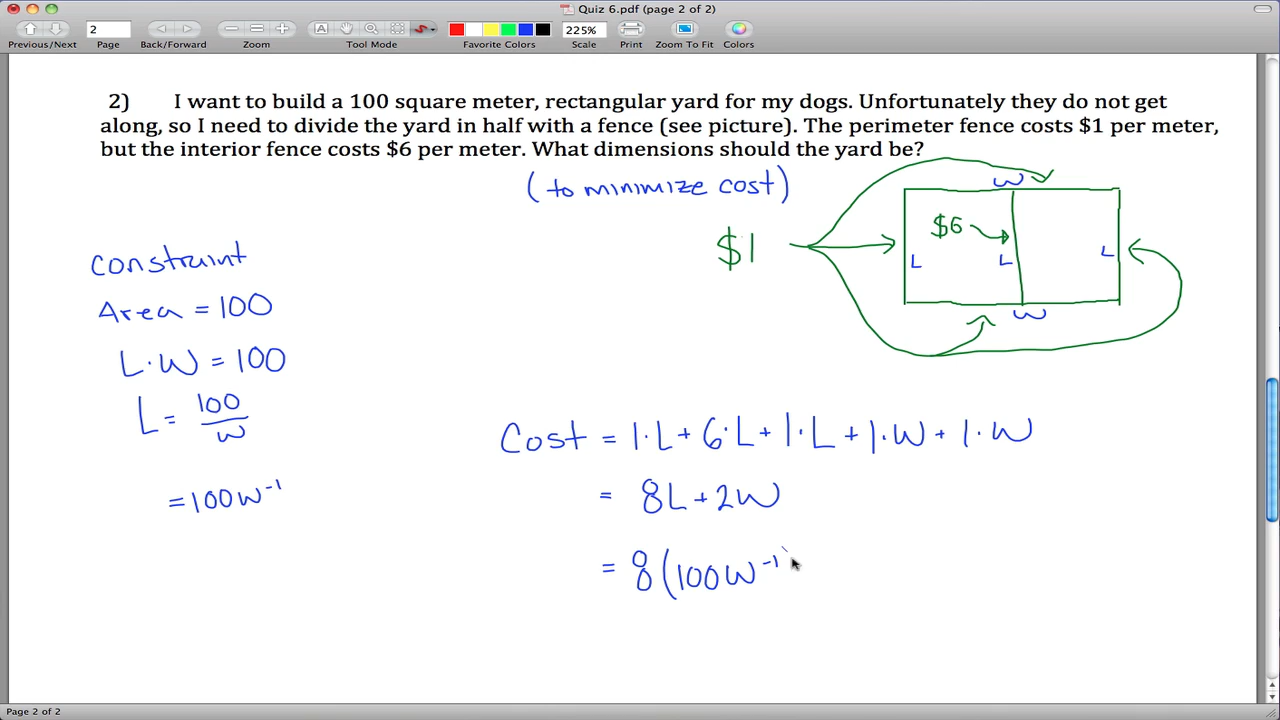 Quiz 6.pdf (page 2 of 2)
2
225%
Previous/Next Page Back/Forward Zoom Tool Mode Favorite Colors Scale Print Zoom To Fit Colors
2) I want to build a 100 square meter, rectangular yard for my dogs. Unfortunately they do not get
along, so I need to divide the yard in half with a fence (see picture). The perimeter fence costs $1 per meter,
but the interior fence costs $6 per meter. What dimensions should the yard be?
(to minimize cost)
W
$6
$1
L L L
W
constraint
Area = 100
L·W = 100
L = 100/W
= 100W⁻¹
Cost = 1·L + 6·L + 1·L + 1·W + 1·W
= 8L + 2W
= 8(100W⁻¹)
Page 2 of 2